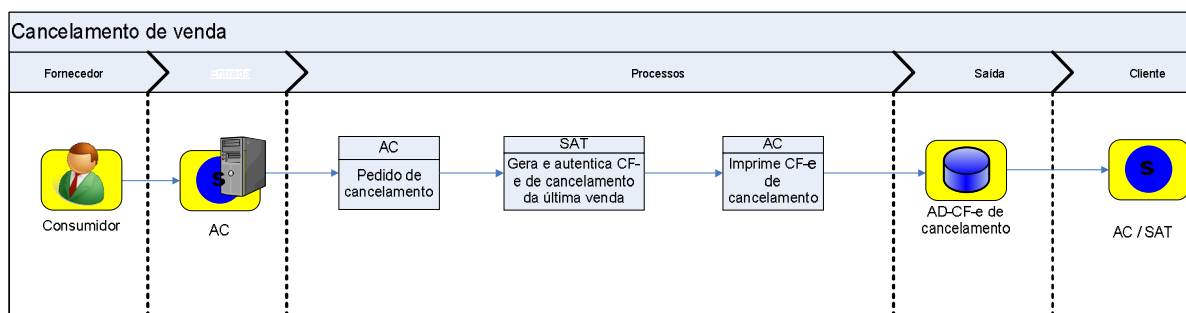 Cancelamento de venda
Fornecedor
Entrada
Processos
Saída
Cliente
S
Consumidor
AC
AC
Pedido de
cancelamento
SAT
Gera e autentica CF-
e de cancelamento
da última venda
AC
Imprime CF-e
de
cancelamento
AD-CF-e de
cancelamento
S
AC / SAT